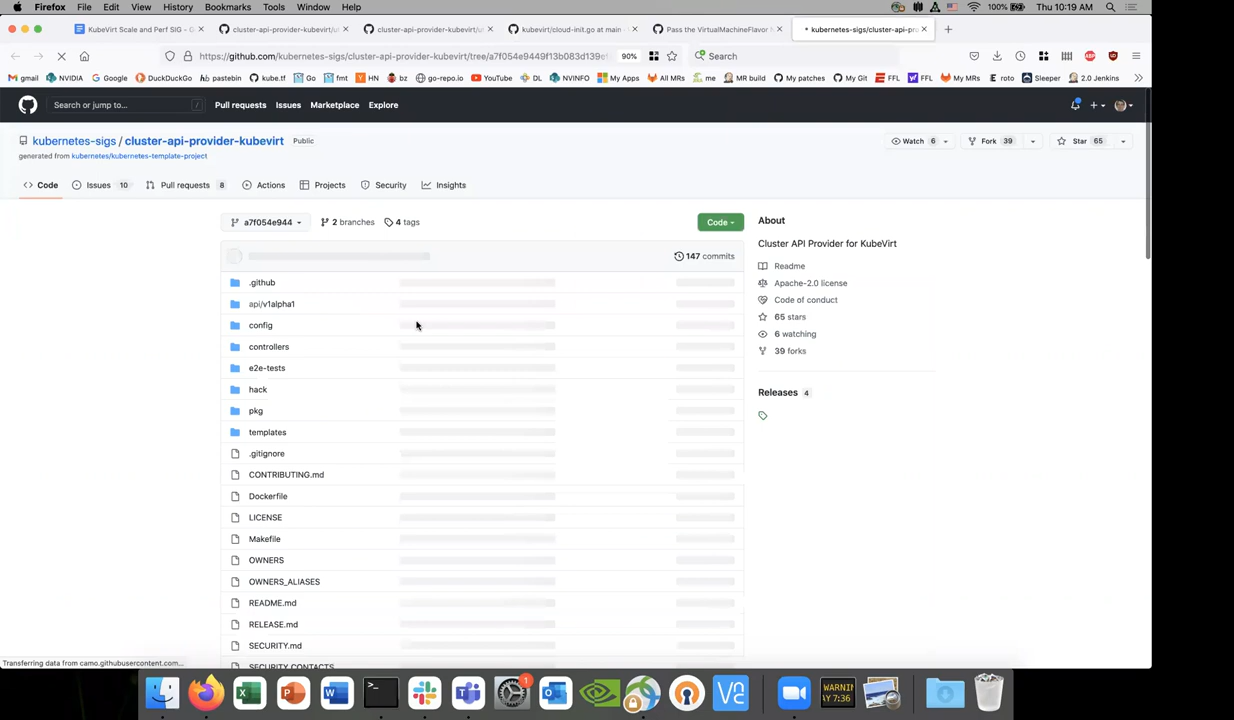 Firefox File Edit View History Bookmarks Tools Window Help 100% Thu 10:19 AM
KubeVirt Scale and Perf SIG - G
cluster-api-provider-kubevirt/u
cluster-api-provider-kubevirt/u
kubevirt/cloud-init.go at main
Pass the VirtualMachineFlavor
kubernetes-sigs/cluster-api-pro
https://github.com/kubernetes-sigs/cluster-api-provider-kubevirt/tree/a7f054e9449f13b083d139e 90% Search
gmail NVIDIA Google DuckDuckGo pastebin kube.tf Go fmt HN bz go-repo.io YouTube DL NVINFO My Apps All MRs me MR build My patches My Git FFL FFL My MRs roto Sleeper 2.0 Jenkins
Search or jump to... / Pull requests Issues Marketplace Explore
kubernetes-sigs / cluster-api-provider-kubevirt Public
Watch 6 Fork 39 Star 65
generated from kubernetes/kubernetes-template-project
Code Issues 10 Pull requests 8 Actions Projects Security Insights
a7f054e944 2 branches 4 tags Code
About
147 commits
Cluster API Provider for KubeVirt
.github
Readme
api/v1alpha1
Apache-2.0 license
config
Code of conduct
65 stars
controllers
6 watching
e2e-tests
39 forks
hack
Releases 4
pkg
templates
.gitignore
CONTRIBUTING.md
Dockerfile
LICENSE
Makefile
OWNERS
OWNERS_ALIASES
README.md
RELEASE.md
SECURITY.md
SECURITY_CONTACTS
Transferring data from camo.githubusercontent.com...
1
WARNIN
AY 7:36